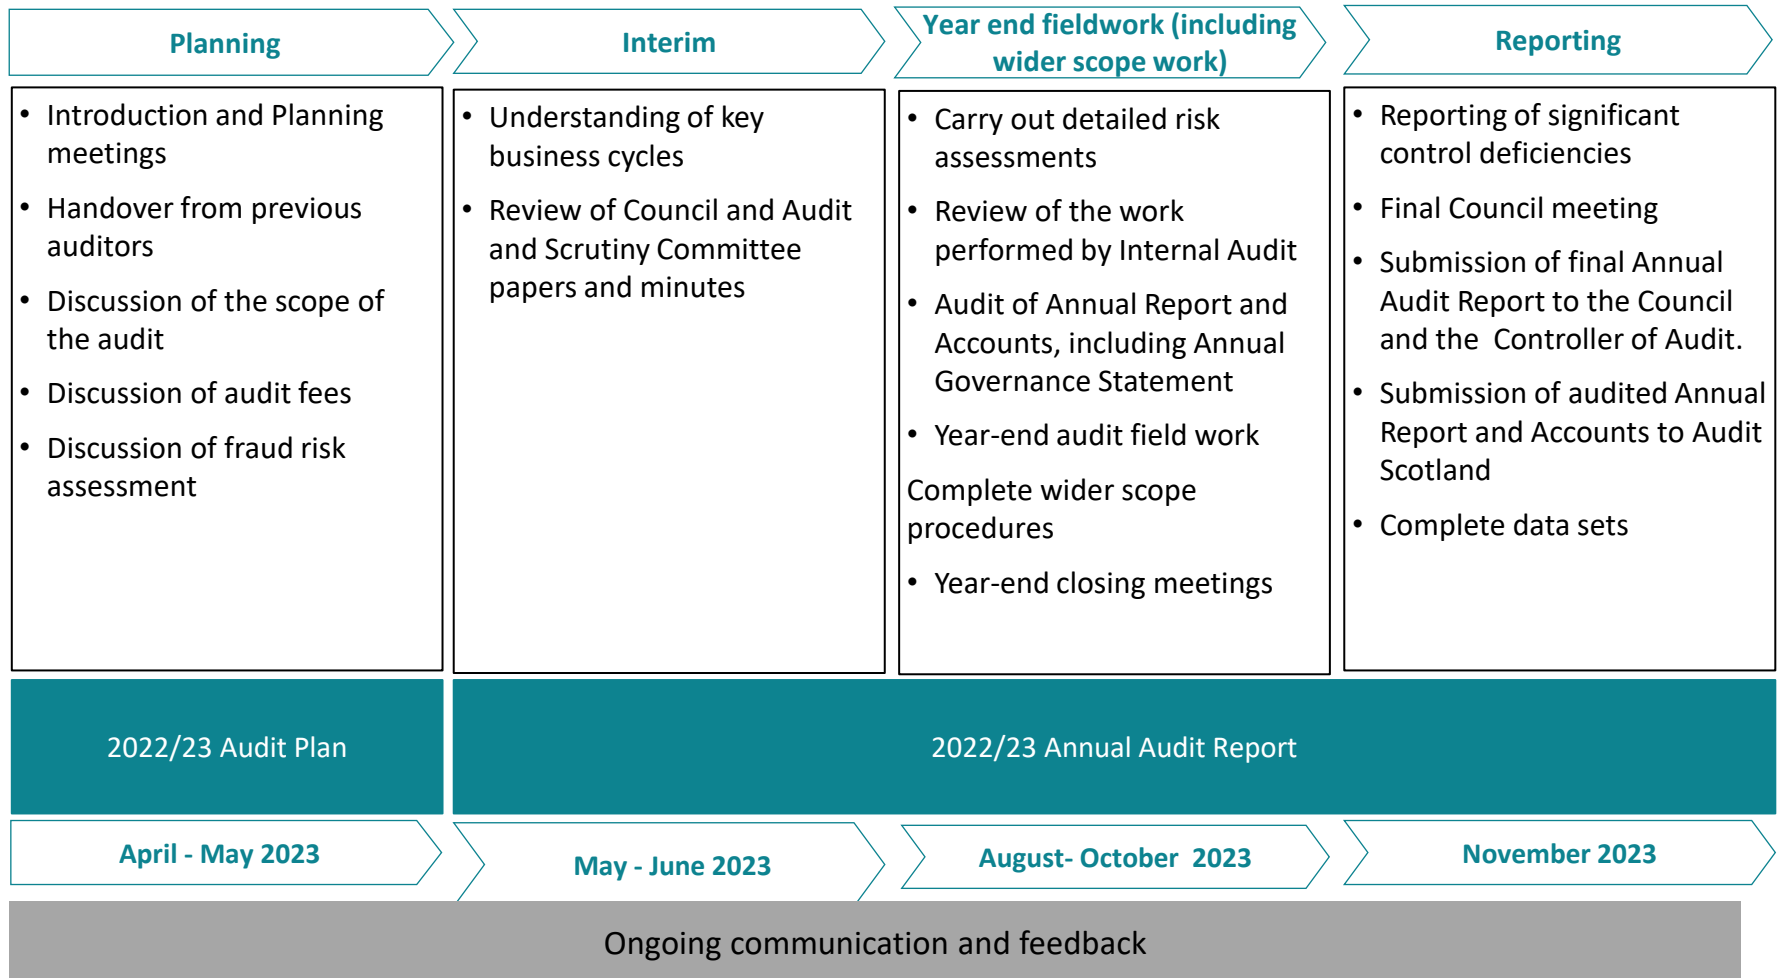 Planning
Interim
Year end fieldwork (including
wider scope work)
Reporting
• Introduction and Planning
meetings
• Handover from previous
auditors
• Discussion of the scope of
the audit
• Discussion of audit fees
• Discussion of fraud risk
assessment
• Understanding of key
business cycles
• Review of Council and Audit
and Scrutiny Committee
papers and minutes
• Carry out detailed risk
assessments
• Review of the work
performed by Internal Audit
• Audit of Annual Report and
Accounts, including Annual
Governance Statement
• Year-end audit field work
Complete wider scope
procedures
• Year-end closing meetings
• Reporting of significant
control deficiencies
• Final Council meeting
• Submission of final Annual
Audit Report to the Council
and the  Controller of Audit.
• Submission of audited Annual
Report and Accounts to Audit
Scotland
• Complete data sets
2022/23 Audit Plan
2022/23 Annual Audit Report
April - May 2023
May - June 2023
August- October  2023
November 2023
Ongoing communication and feedback